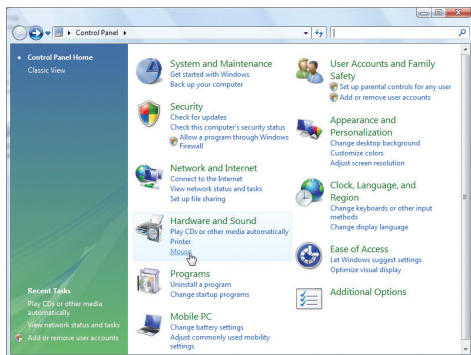 Control Panel
Control Panel Home
Classic View
System and Maintenance
Get started with Windows
Back up your computer
Security
Check for updates
Check this computer's security status
Allow a program through Windows
Firewall
Network and Internet
Connect to the Internet
View network status and tasks
Set up file sharing
Hardware and Sound
Play CDs or other media automatically
Printer
Mouse
Programs
Uninstall a program
Change startup programs
Mobile PC
Change battery settings
Adjust commonly used mobility
settings
User Accounts and Family
Safety
Set up parental controls for any user
Add or remove user accounts
Appearance and
Personalization
Change desktop background
Customize colors
Adjust screen resolution
Clock, Language, and
Region
Change keyboards or other input
methods
Change display language
Ease of Access
Let Windows suggest settings
Optimize visual display
Additional Options
Recent Tasks
Play CDs or other media
automatically
View network status and tasks
Add or remove user accounts